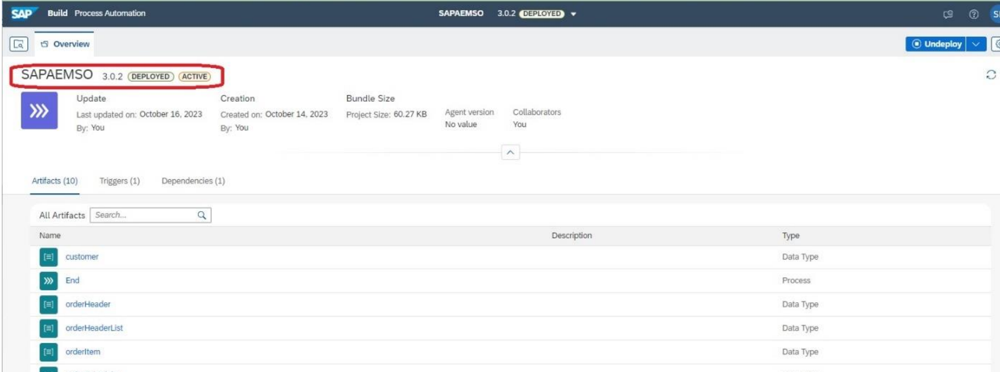 SAP Build Process Automation SAPAEMSO 3.0.2 DEPLOYED
Overview Undeploy
SAPAEMSO 3.0.2 DEPLOYED ACTIVE
Update Creation Bundle Size
Last updated on: October 16, 2023 Created on: October 14, 2023 Project Size: 60.27 KB Agent version Collaborators
By: You By: You No value You
Artifacts (10) Triggers (1) Dependencies (1)
All Artifacts Search...
Name Description Type
customer Data Type
End Process
orderHeader Data Type
orderHeaderList Data Type
orderItem Data Type